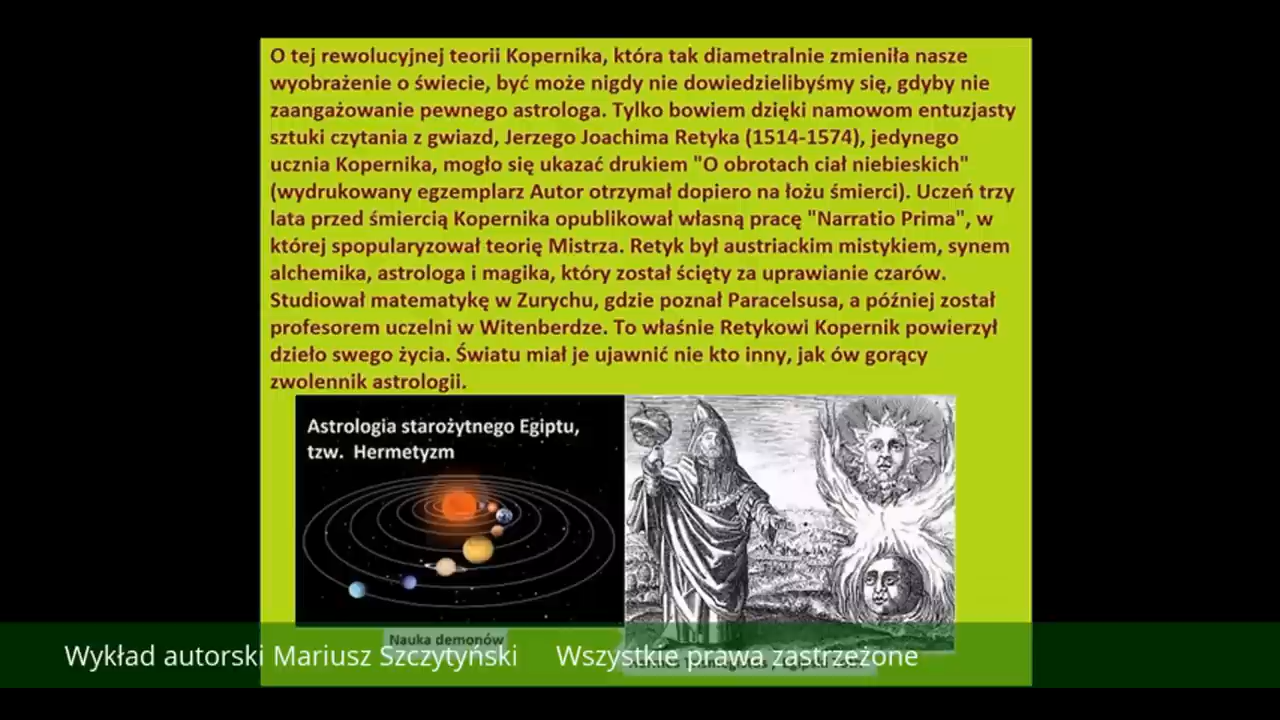 O tej rewolucyjnej teorii Kopernika, która tak diametralnie zmieniła nasze
wyobrażenie o świecie, być może nigdy nie dowiedzielibyśmy się, gdyby nie
zaangażowanie pewnego astrologa. Tylko bowiem dzięki namowom entuzjasty
sztuki czytania z gwiazd, Jerzego Joachima Retyka (1514-1574), jedynego
ucznia Kopernika, mogło się ukazać drukiem "O obrotach ciał niebieskich"
(wydrukowany egzemplarz Autor otrzymał dopiero na łożu śmierci). Uczeń trzy
lata przed śmiercią Kopernika opublikował własną pracę "Narratio Prima", w
której spopularyzował teorię Mistrza. Retyk był austriackim mistykiem, synem
alchemika, astrologa i magika, który został ścięty za uprawianie czarów.
Studiował matematykę w Zurychu, gdzie poznał Paracelsusa, a później został
profesorem uczelni w Witenberdze. To właśnie Retykowi Kopernik powierzył
dzieło swego życia. Światu miał je ujawnić nie kto inny, jak ów gorący
zwolennik astrologii.
Astrologia starożytnego Egiptu,
tzw. Hermetyzm
Nauka demonów
Wykład autorski Mariusz Szczytyński Wszystkie prawa zastrzeżone